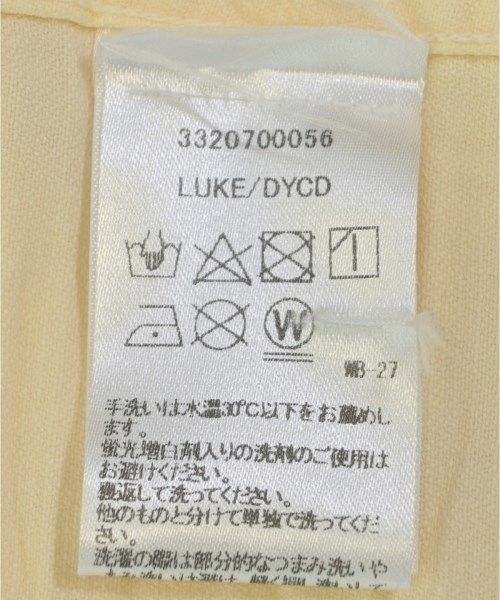 3320700056
LUKE/DYCD
W
WB-27
手洗いは水温30℃以下をお薦めし
ます。
蛍光増白剤入りの洗剤のご使用は
お避けください。
裏返して洗ってください。
他のものと分けて単独で洗ってくだ
さい。
洗濯の際は部分的なつまみ洗いや